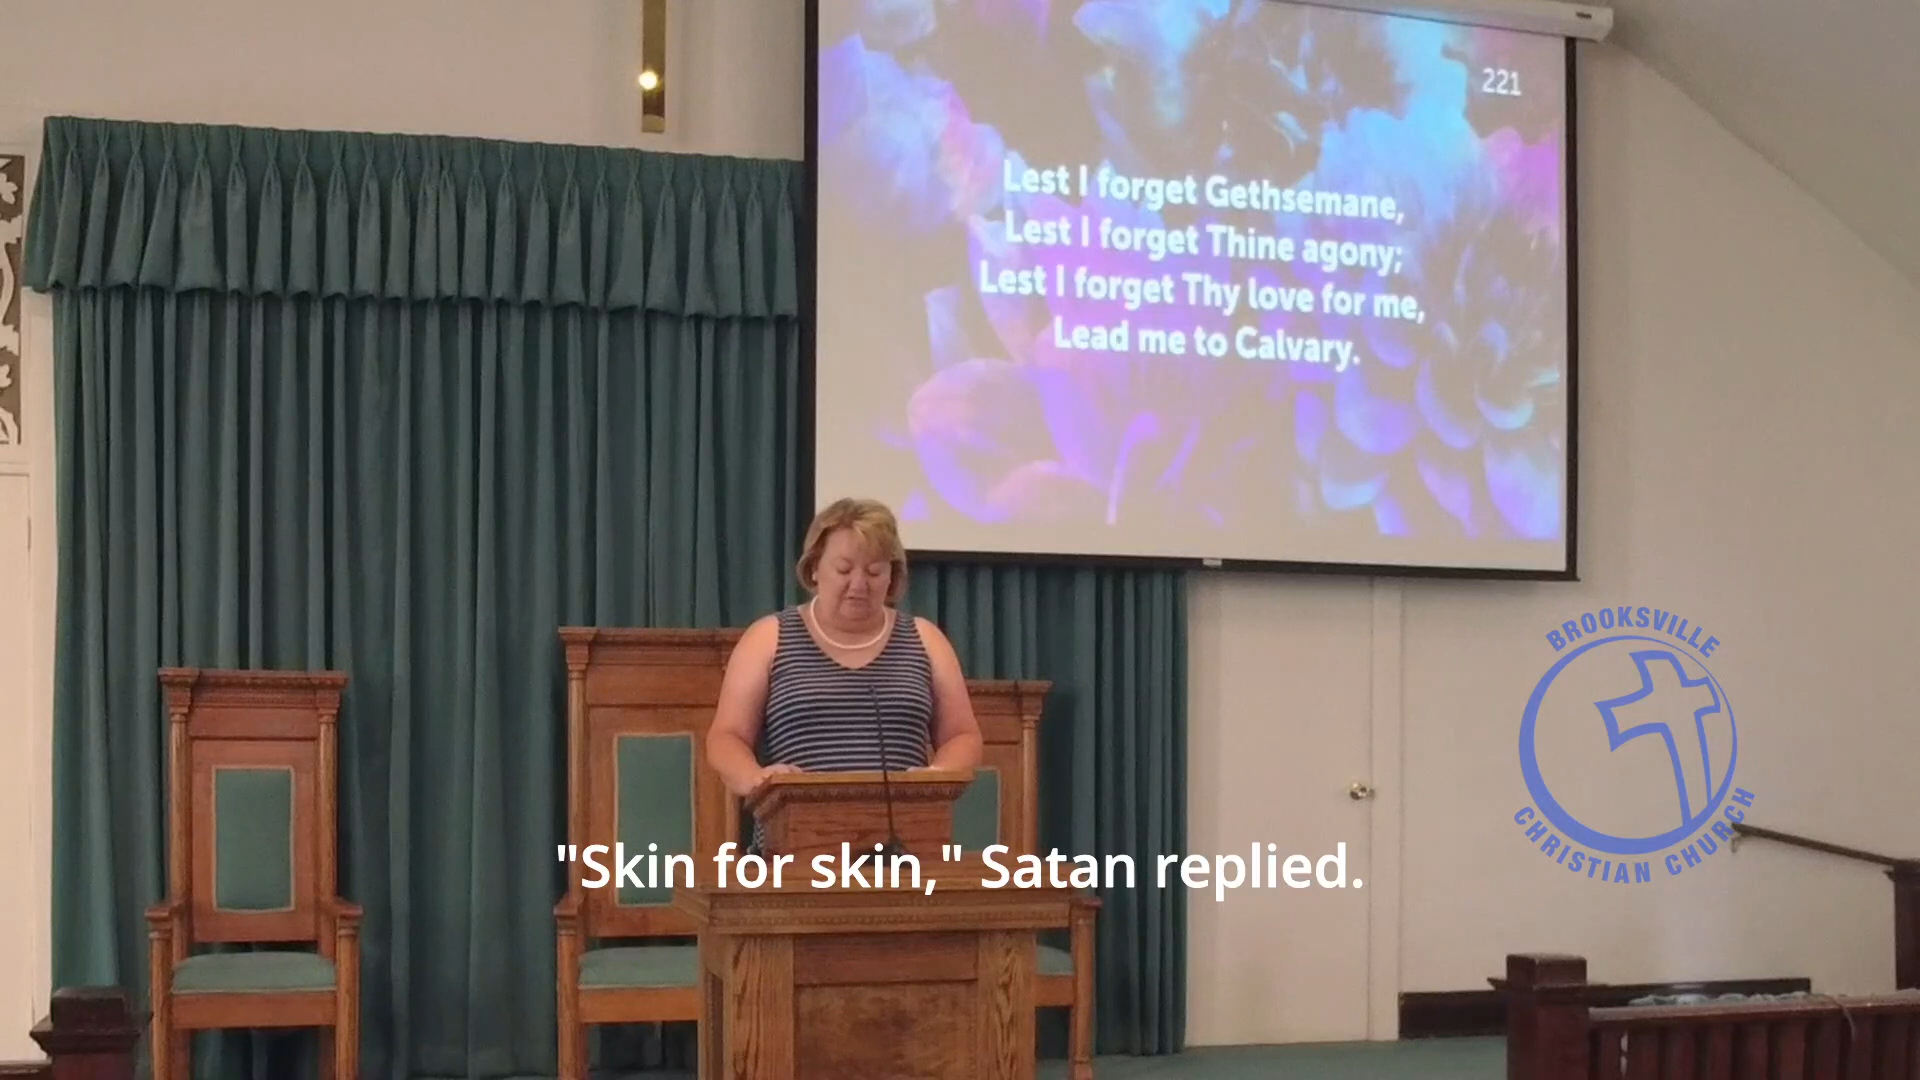 221
Lest I forget Gethsemane,
Lest I forget Thine agony;
Lest I forget Thy love for me,
Lead me to Calvary.
BROOKSVILLE
CHRISTIAN CHURCH
"Skin for skin," Satan replied.